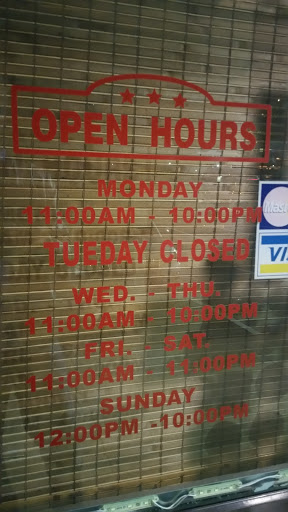 OPEN HOURS
MONDAY
11:00AM - 10:00PM
TUEDAY CLOSED
WED. - THU.
11:00AM - 10:00PM
FRI. - SAT.
11:00AM - 11:00PM
SUNDAY
12:00PM -10:00PM